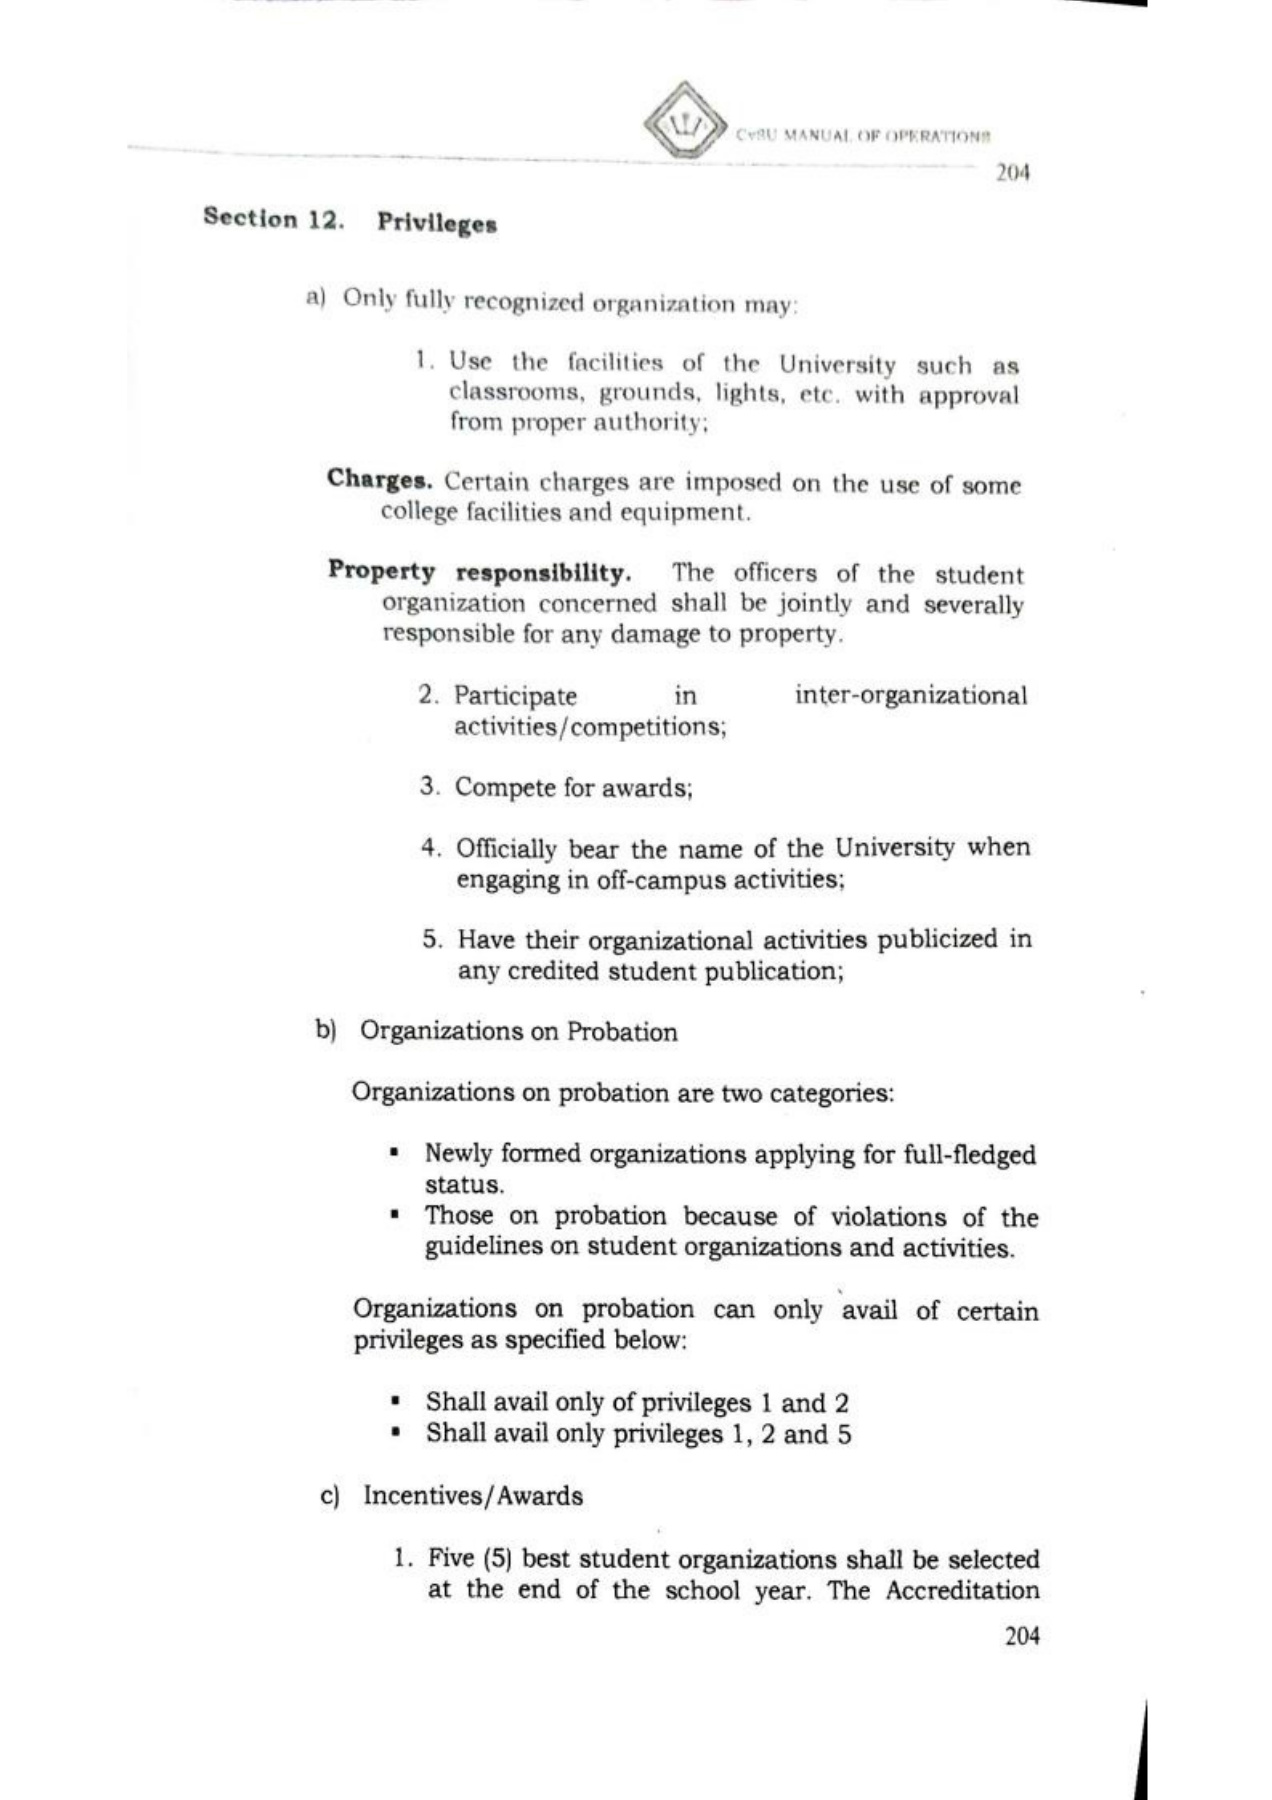 CvSU MANUAL OF OPERATIONS
204
Section 12. Privileges
a) Only fully recognized organization may:
1. Use the facilities of the University such as
classrooms, grounds, lights, etc. with approval
from proper authority;
Charges. Certain charges are imposed on the use of some
college facilities and equipment.
Property responsibility. The officers of the student
organization concerned shall be jointly and severally
responsible for any damage to property.
2. Participate in inter-organizational
activities/competitions;
3. Compete for awards;
4. Officially bear the name of the University when
engaging in off-campus activities;
5. Have their organizational activities publicized in
any credited student publication;
b) Organizations on Probation
Organizations on probation are two categories:
▪ Newly formed organizations applying for full-fledged
status.
▪ Those on probation because of violations of the
guidelines on student organizations and activities.
Organizations on probation can only avail of certain
privileges as specified below:
▪ Shall avail only of privileges 1 and 2
▪ Shall avail only privileges 1, 2 and 5
c) Incentives/Awards
1. Five (5) best student organizations shall be selected
at the end of the school year. The Accreditation
204